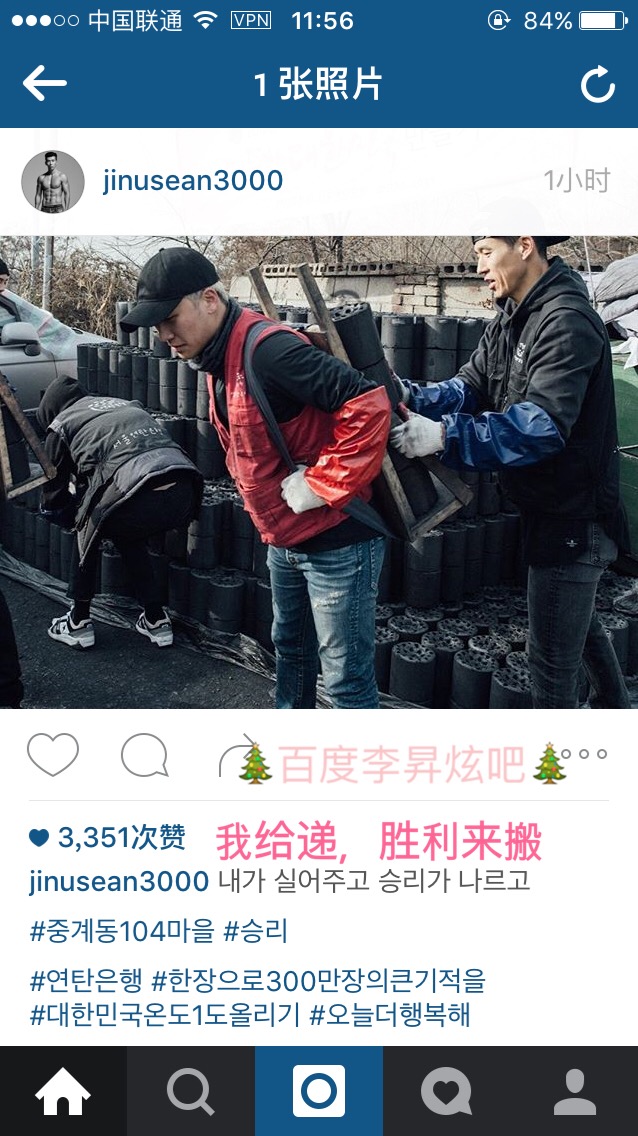 中国联通 VPN 11:56 84%
1 张照片
jinusean3000 1小时
百度李昇炫吧
3,351次赞 我给递，胜利来搬
jinusean3000 내가 실어주고 승리가 나르고
#중계동104마을 #승리
#연탄은행 #한장으로300만장의큰기적을
#대한민국온도1도올리기 #오늘더행복해